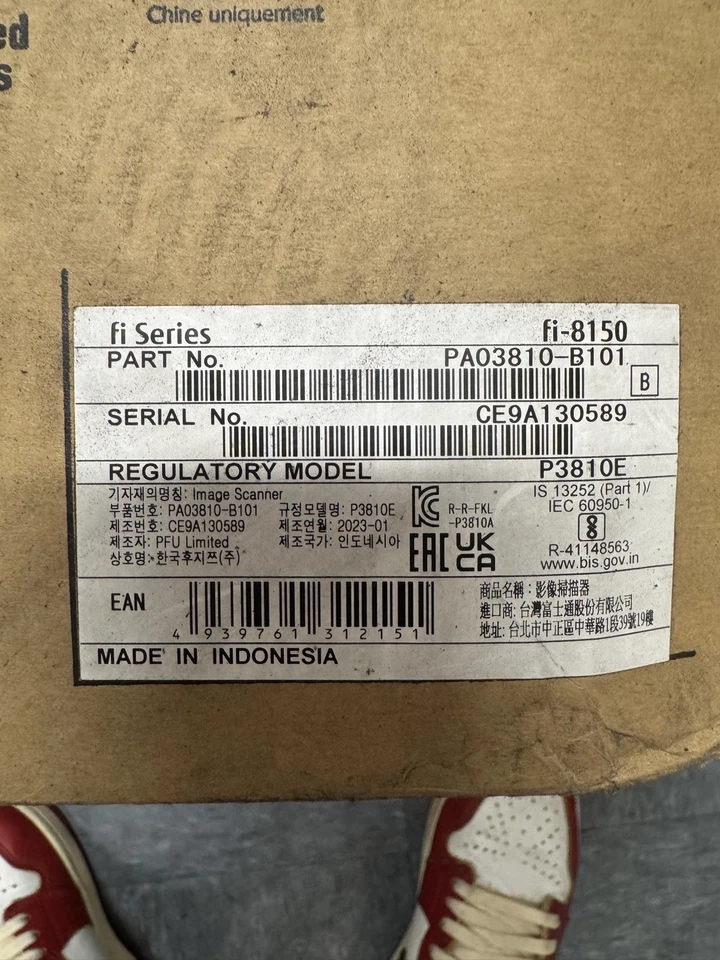 Chine uniquement
ed
s
fi Series fi-8150
PART No. PA03810-B101
B
SERIAL No. CE9A130589
REGULATORY MODEL P3810E
기자재의명칭: Image Scanner
부품번호: PA03810-B101 규정모델명: P3810E
제조번호: CE9A130589 제조연월: 2023-01
제조자: PFU Limited 제조국가: 인도네시아
상호명: 한국후지쯔(주)
R-R-FKL
-P3810A
EAC UK
CA
IS 13252 (Part 1)/
IEC 60950-1
R-41148563
www.bis.gov.in
EAN
4 939761 312151
商品名稱：影像掃描器
進口商: 台灣富士通股份有限公司
地址: 台北市中正區中華路1段39號19樓
MADE IN INDONESIA